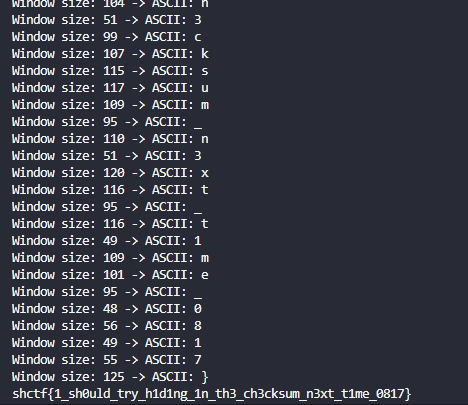 Window size: 104 -> ASCII: h
Window size: 51 -> ASCII: 3
Window size: 99 -> ASCII: c
Window size: 107 -> ASCII: k
Window size: 115 -> ASCII: s
Window size: 117 -> ASCII: u
Window size: 109 -> ASCII: m
Window size: 95 -> ASCII: _
Window size: 110 -> ASCII: n
Window size: 51 -> ASCII: 3
Window size: 120 -> ASCII: x
Window size: 116 -> ASCII: t
Window size: 95 -> ASCII: _
Window size: 116 -> ASCII: t
Window size: 49 -> ASCII: 1
Window size: 109 -> ASCII: m
Window size: 101 -> ASCII: e
Window size: 95 -> ASCII: _
Window size: 48 -> ASCII: 0
Window size: 56 -> ASCII: 8
Window size: 49 -> ASCII: 1
Window size: 55 -> ASCII: 7
Window size: 125 -> ASCII: }
shctf{1_sh0uld_try_h1d1ng_1n_th3_ch3cksum_n3xt_t1me_0817}